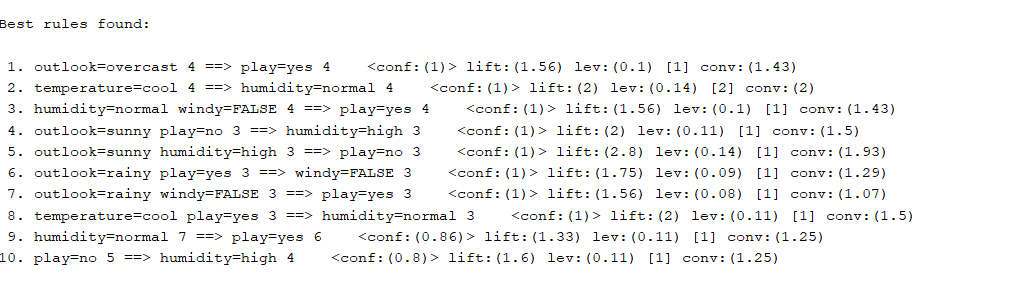 Best rules found:
1. outlook=overcast 4 ==> play=yes 4    <conf:(1)> lift:(1.56) lev:(0.1) [1] conv:(1.43)
2. temperature=cool 4 ==> humidity=normal 4    <conf:(1)> lift:(2) lev:(0.14) [2] conv:(2)
3. humidity=normal windy=FALSE 4 ==> play=yes 4    <conf:(1)> lift:(1.56) lev:(0.1) [1] conv:(1.43)
4. outlook=sunny play=no 3 ==> humidity=high 3    <conf:(1)> lift:(2) lev:(0.11) [1] conv:(1.5)
5. outlook=sunny humidity=high 3 ==> play=no 3    <conf:(1)> lift:(2.8) lev:(0.14) [1] conv:(1.93)
6. outlook=rainy play=yes 3 ==> windy=FALSE 3    <conf:(1)> lift:(1.75) lev:(0.09) [1] conv:(1.29)
7. outlook=rainy windy=FALSE 3 ==> play=yes 3    <conf:(1)> lift:(1.56) lev:(0.08) [1] conv:(1.07)
8. temperature=cool play=yes 3 ==> humidity=normal 3    <conf:(1)> lift:(2) lev:(0.11) [1] conv:(1.5)
9. humidity=normal 7 ==> play=yes 6    <conf:(0.86)> lift:(1.33) lev:(0.11) [1] conv:(1.25)
10. play=no 5 ==> humidity=high 4    <conf:(0.8)> lift:(1.6) lev:(0.11) [1] conv:(1.25)